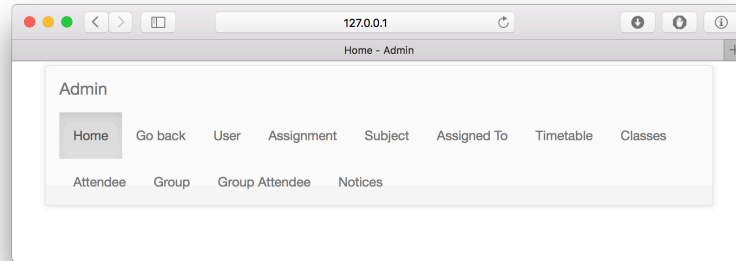 127.0.0.1
Home - Admin
Admin
Home Go back User Assignment Subject Assigned To Timetable Classes
Attendee Group Group Attendee Notices